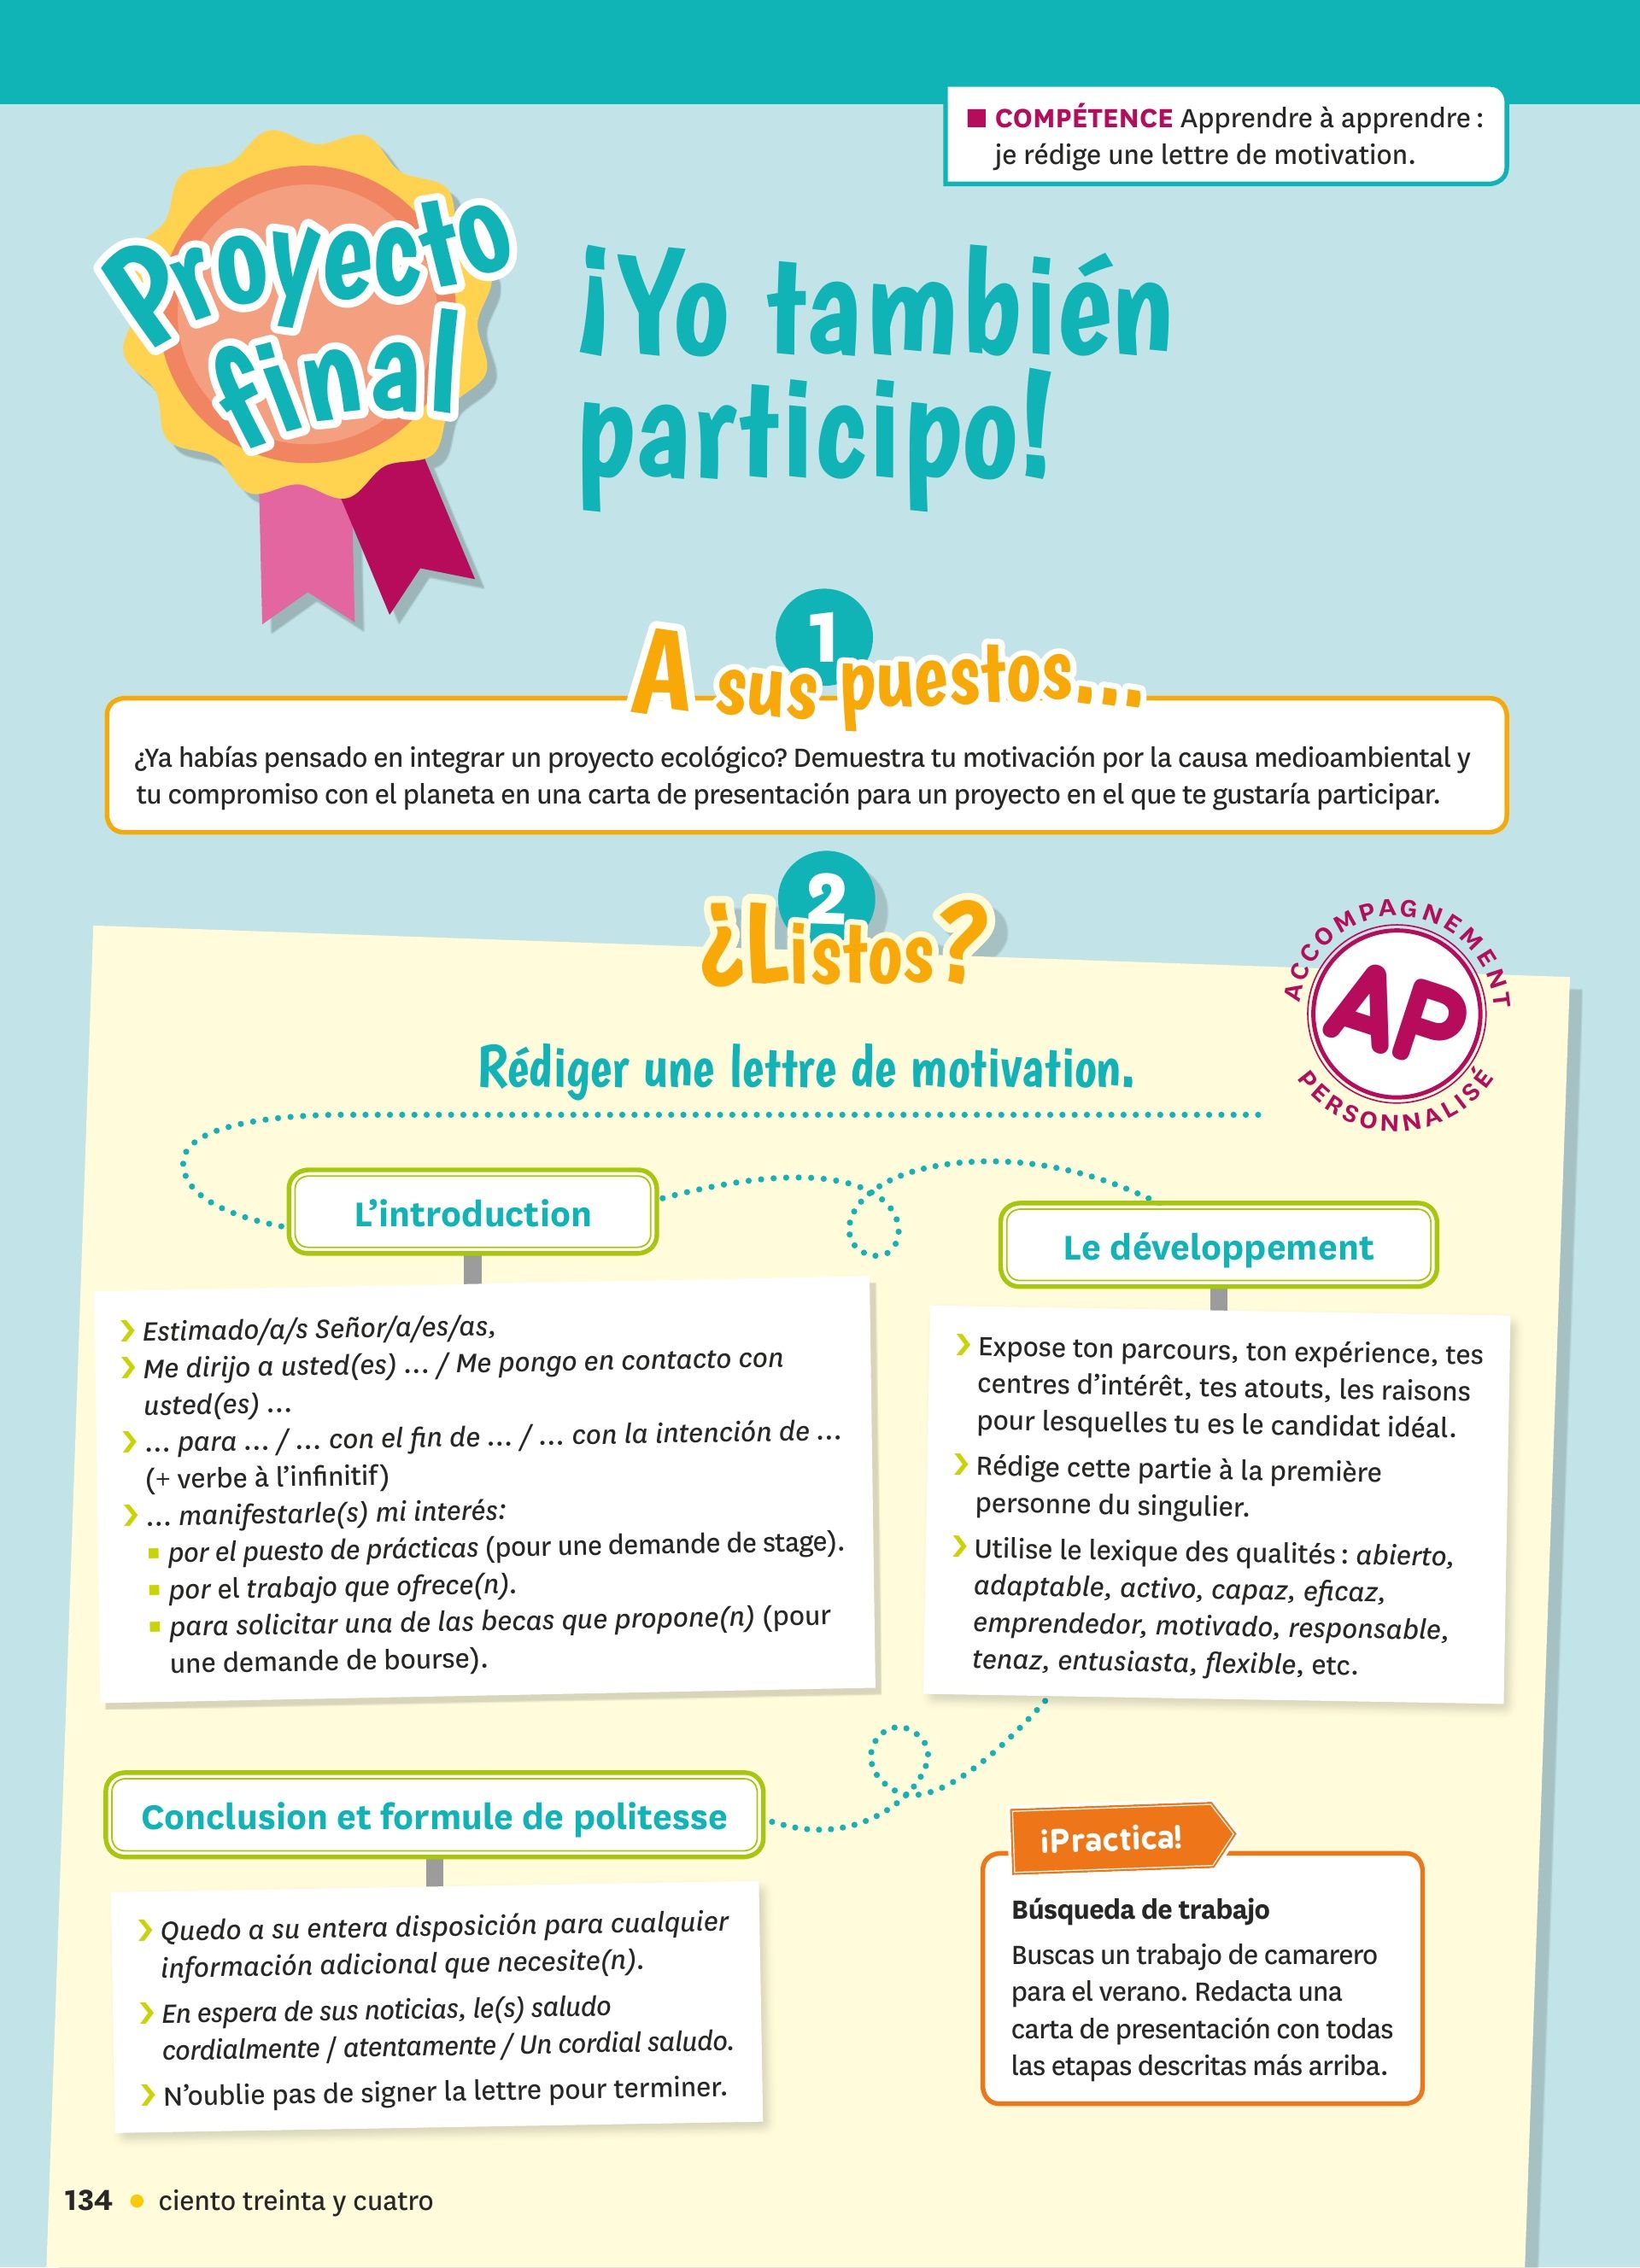 ■ COMPÉTENCE Apprendre à apprendre :
je rédige une lettre de motivation.
Proyecto
final
¡Yo también
participo!
1
A sus puestos...
¿Ya habías pensado en integrar un proyecto ecológico? Demuestra tu motivación por la causa medioambiental y
tu compromiso con el planeta en una carta de presentación para un proyecto en el que te gustaría participar.
2
¿Listos?
ACCOMPAGNEMENT
AP
PERSONNALISÉ
Rédiger une lettre de motivation.
L’introduction
› Estimado/a/s Señor/a/es/as,
› Me dirijo a usted(es) ... / Me pongo en contacto con
usted(es) ...
› ... para ... / ... con el fin de ... / ... con la intención de ...
(+ verbe à l’infinitif)
› ... manifestarle(s) mi interés:
▪ por el puesto de prácticas (pour une demande de stage).
▪ por el trabajo que ofrece(n).
▪ para solicitar una de las becas que propone(n) (pour
une demande de bourse).
Le développement
› Expose ton parcours, ton expérience, tes
centres d’intérêt, tes atouts, les raisons
pour lesquelles tu es le candidat idéal.
› Rédige cette partie à la première
personne du singulier.
› Utilise le lexique des qualités : abierto,
adaptable, activo, capaz, eficaz,
emprendedor, motivado, responsable,
tenaz, entusiasta, flexible, etc.
Conclusion et formule de politesse
› Quedo a su entera disposición para cualquier
información adicional que necesite(n).
› En espera de sus noticias, le(s) saludo
cordialmente / atentamente / Un cordial saludo.
› N’oublie pas de signer la lettre pour terminer.
¡Practica!
Búsqueda de trabajo
Buscas un trabajo de camarero
para el verano. Redacta una
carta de presentación con todas
las etapas descritas más arriba.
134 • ciento treinta y cuatro